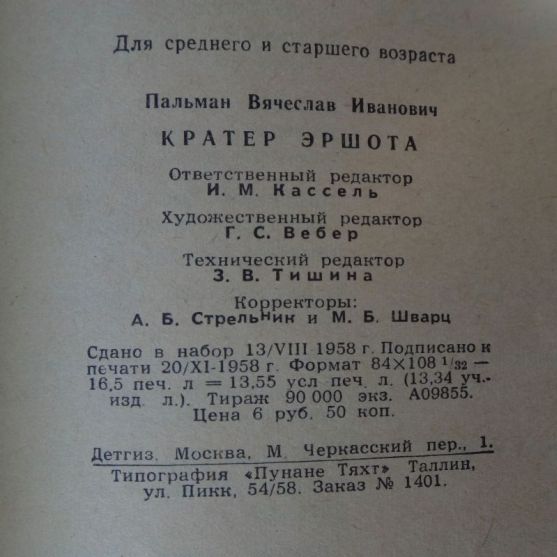 Для среднего и старшего возраста
Пальман Вячеслав Иванович
КРАТЕР ЭРШОТА
Ответственный редактор
И. М. Кассель
Художественный редактор
Г. С. Вебер
Технический редактор
З. В. Тишина
Корректоры:
А. Б. Стрельник и М. Б. Шварц
Сдано в набор 13/VIII 1958 г. Подписано к
печати 20/XI-1958 г. Формат 84×108 1/32 —
16,5 печ. л = 13,55 усл печ. л. (13,34 уч.-
изд л.). Тираж 90 000 экз. А09855.
Цена 6 руб. 50 коп.
Детгиз. Москва, М. Черкасский пер., 1.
Типография «Пунане Тяхт» Таллин,
ул. Пикк, 54/58. Заказ № 1401.